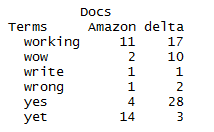 Docs
Terms Amazon delta
working 11 17
wow 2 10
write 1 1
wrong 1 2
yes 4 28
yet 14 3